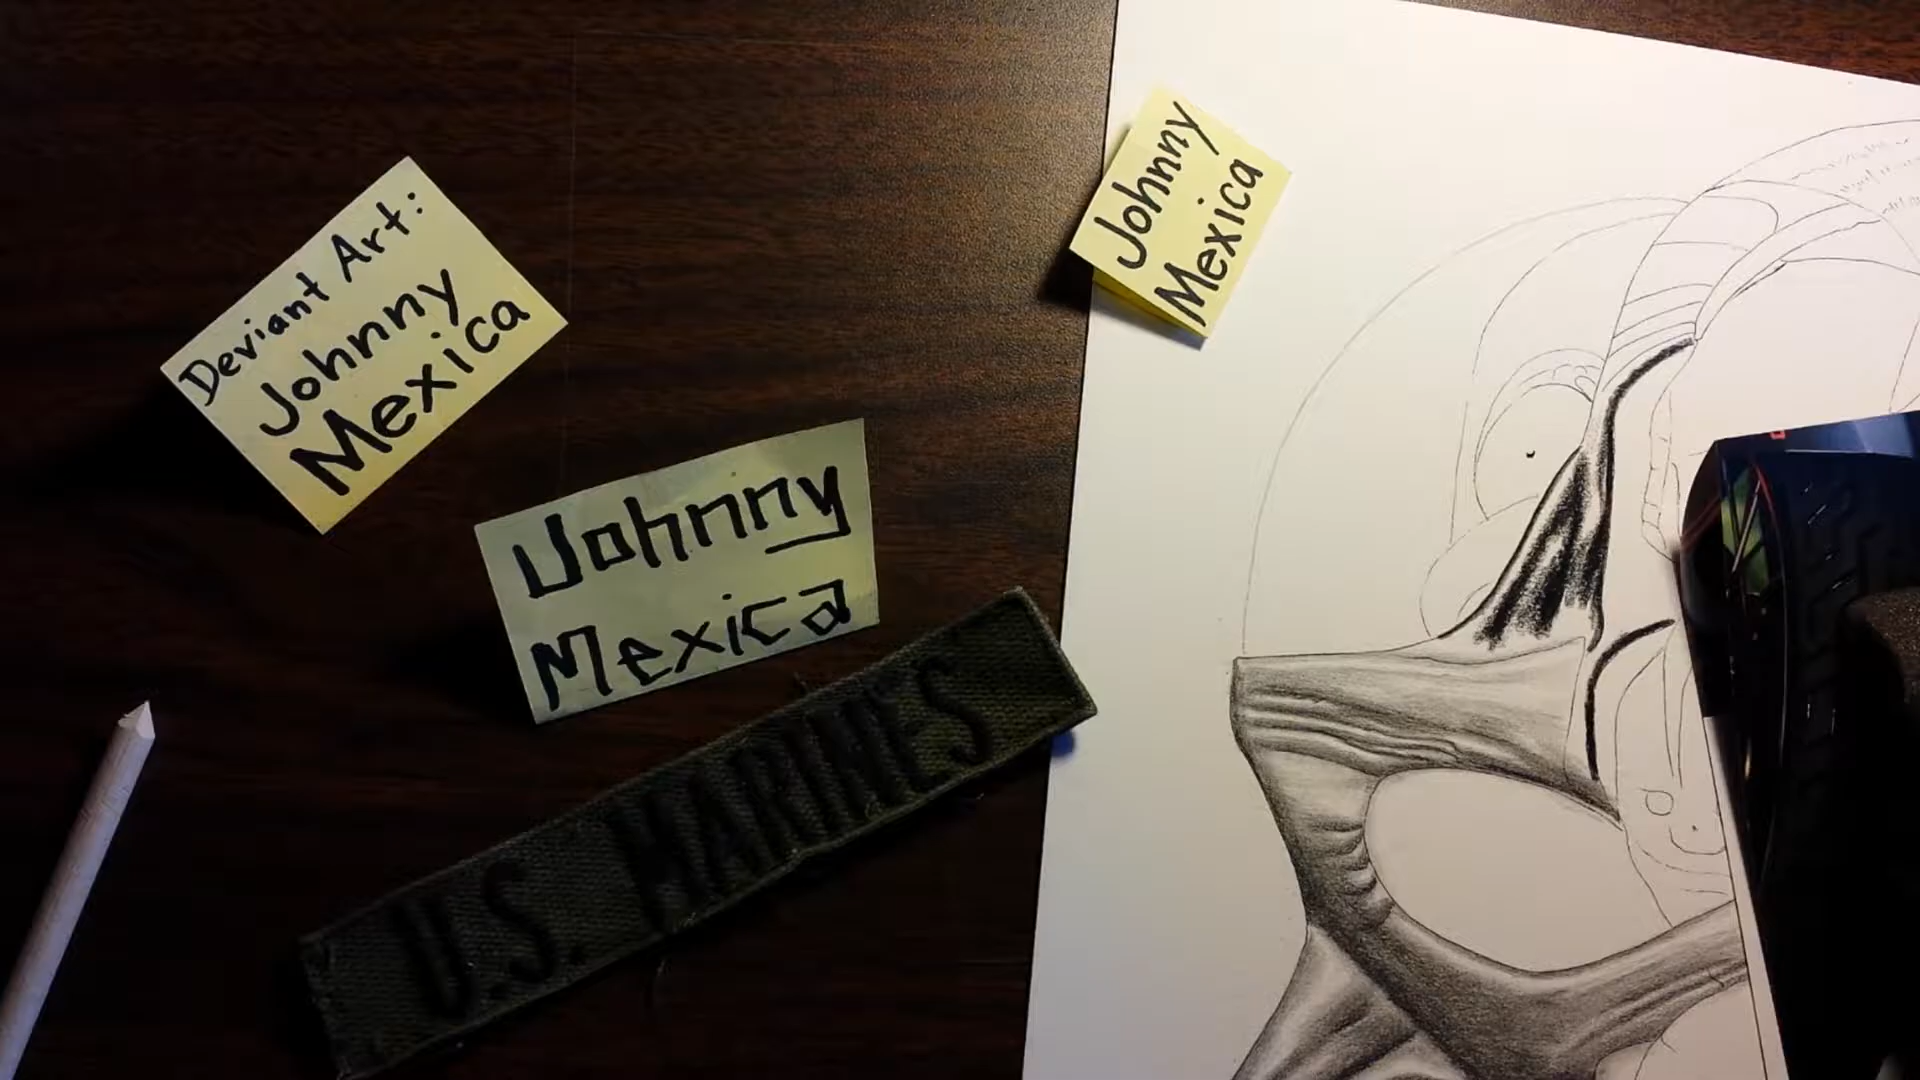 Deviant Art:
Johnny
Mexica
Johnny
Mexica
Johnny
Mexica
U.S. MARINES